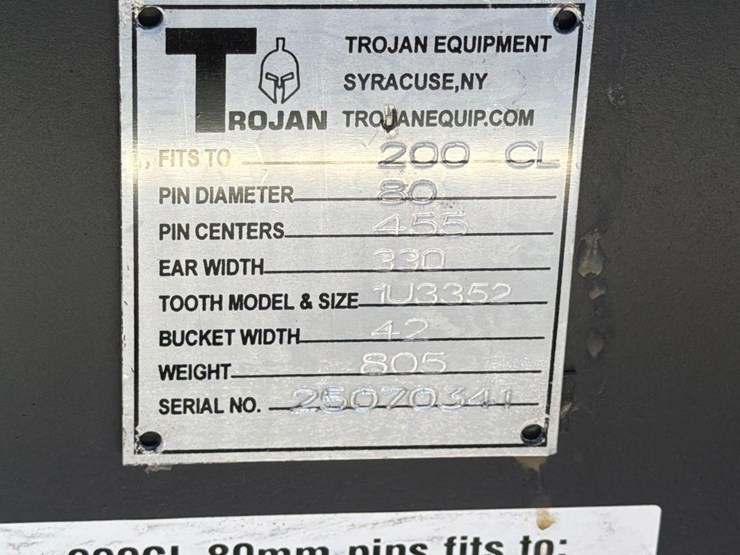 TROJAN
TROJAN EQUIPMENT
SYRACUSE,NY
TROJANEQUIP.COM
FITS TO 200 CL
PIN DIAMETER 80
PIN CENTERS 455
EAR WIDTH 330
TOOTH MODEL & SIZE 1U3352
BUCKET WIDTH 42
WEIGHT 805
SERIAL NO. 25070341
80mm pins fits to: